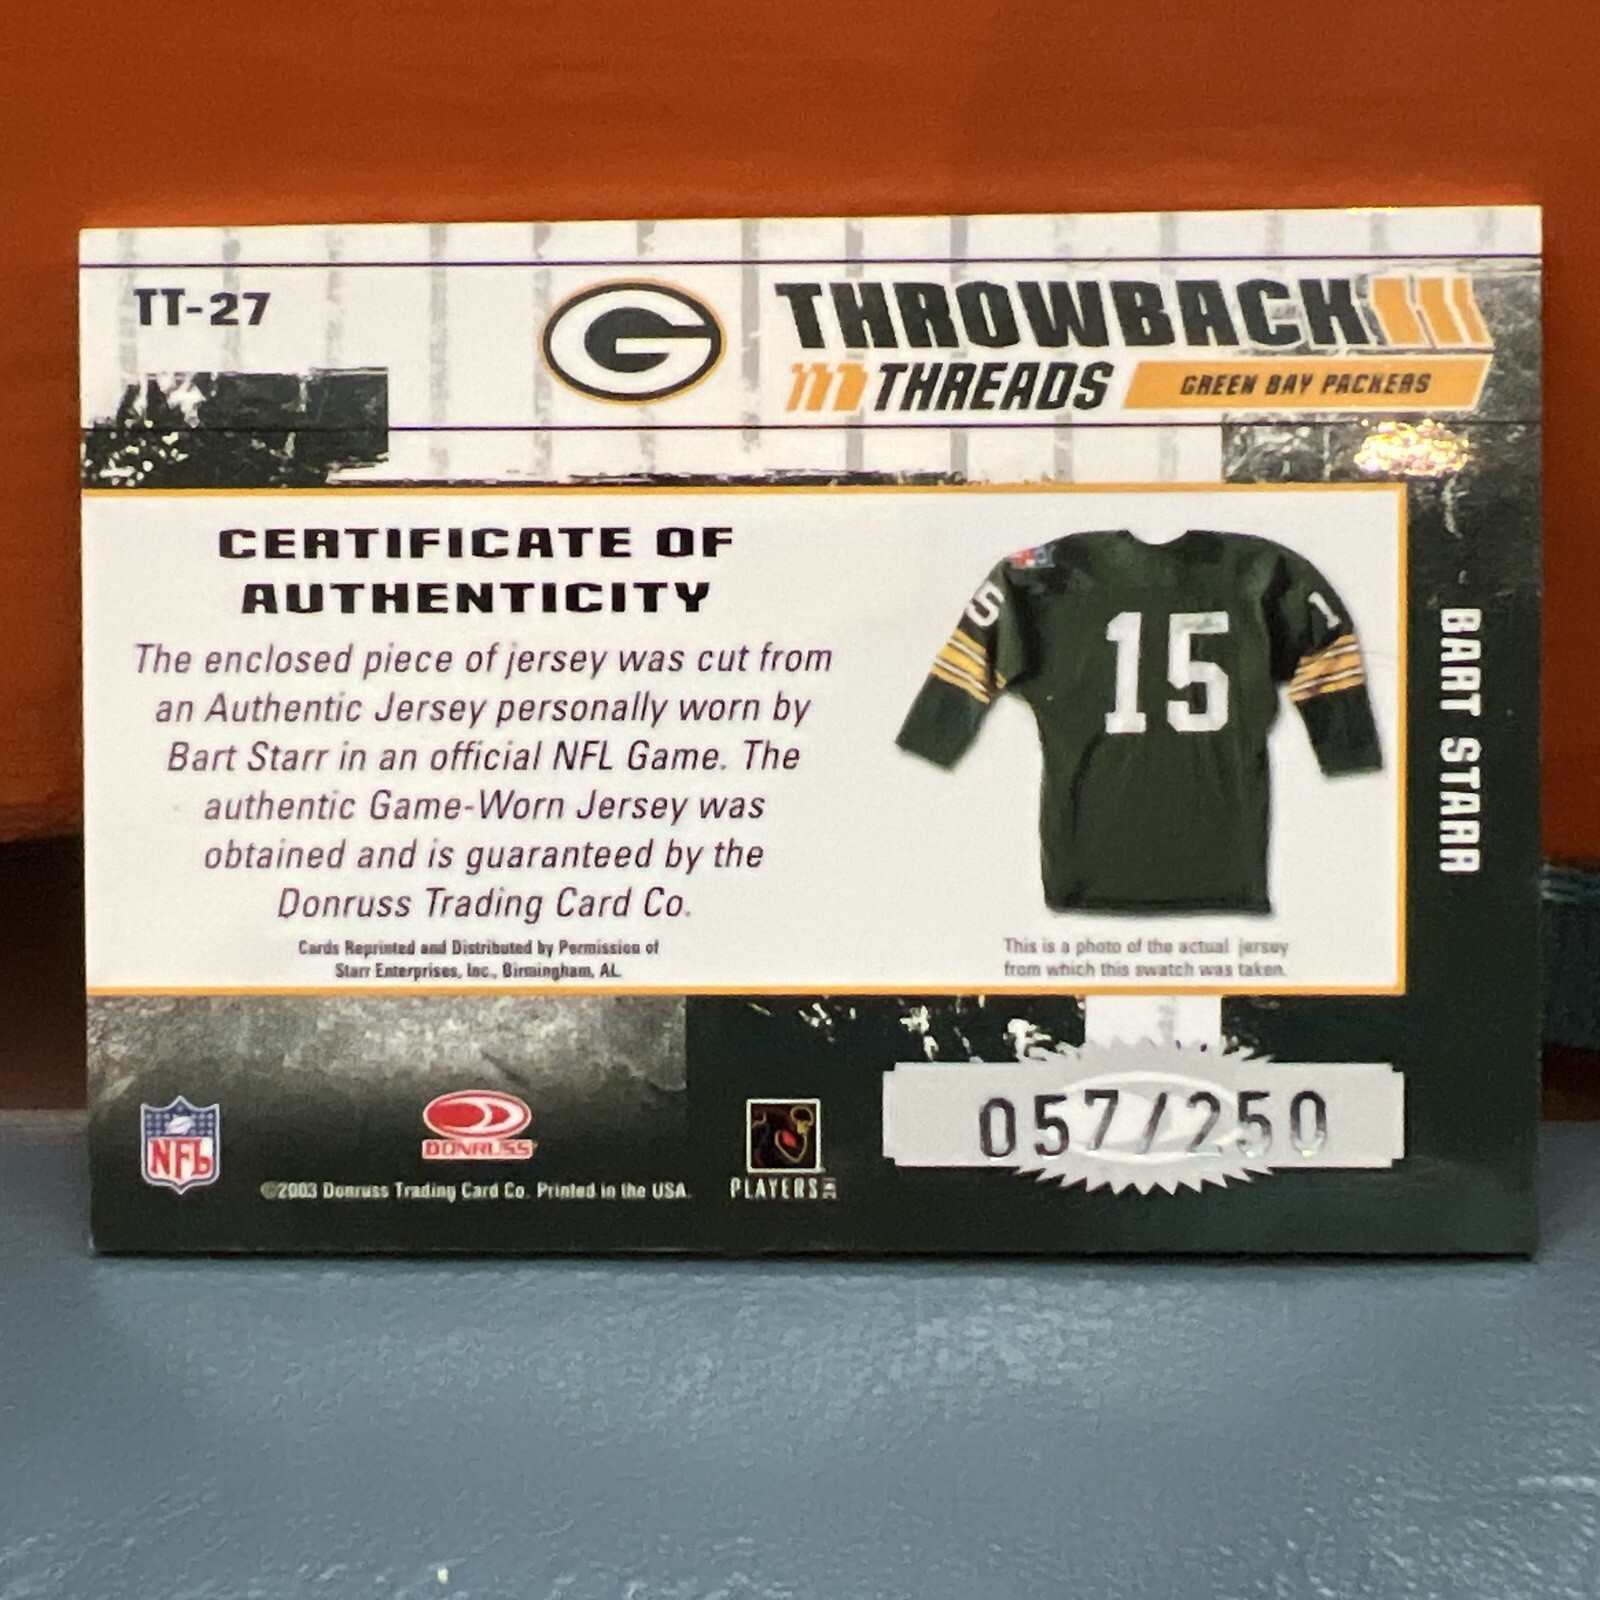 TT-27
G
THROWBACK
THREADS
GREEN BAY PACKERS
CERTIFICATE OF
AUTHENTICITY
The enclosed piece of jersey was cut from
an Authentic Jersey personally worn by
Bart Starr in an official NFL Game. The
authentic Game-Worn Jersey was
obtained and is guaranteed by the
Donruss Trading Card Co.
Cards Reprinted and Distributed by Permission of
Starr Enterprises, Inc., Birmingham, AL.
5
15
1
This is a photo of the actual jersey
from which this swatch was taken.
BART STARR
NFL
DONRUSS
©2003 Donruss Trading Card Co. Printed in the USA.
PLAYERS INC
057/250